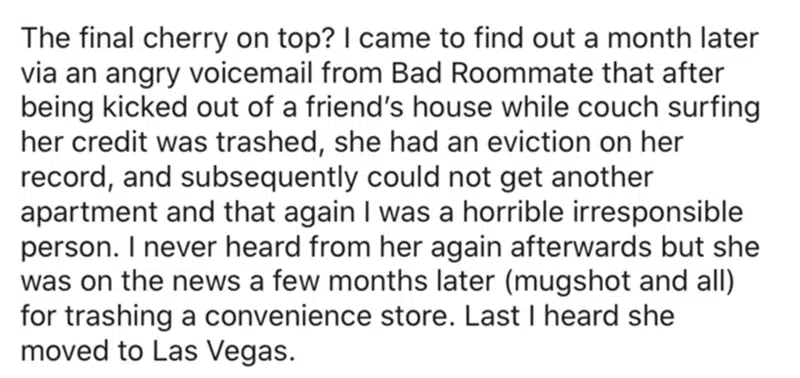 The final cherry on top? I came to find out a month later
via an angry voicemail from Bad Roommate that after
being kicked out of a friend’s house while couch surfing
her credit was trashed, she had an eviction on her
record, and subsequently could not get another
apartment and that again I was a horrible irresponsible
person. I never heard from her again afterwards but she
was on the news a few months later (mugshot and all)
for trashing a convenience store. Last I heard she
moved to Las Vegas.